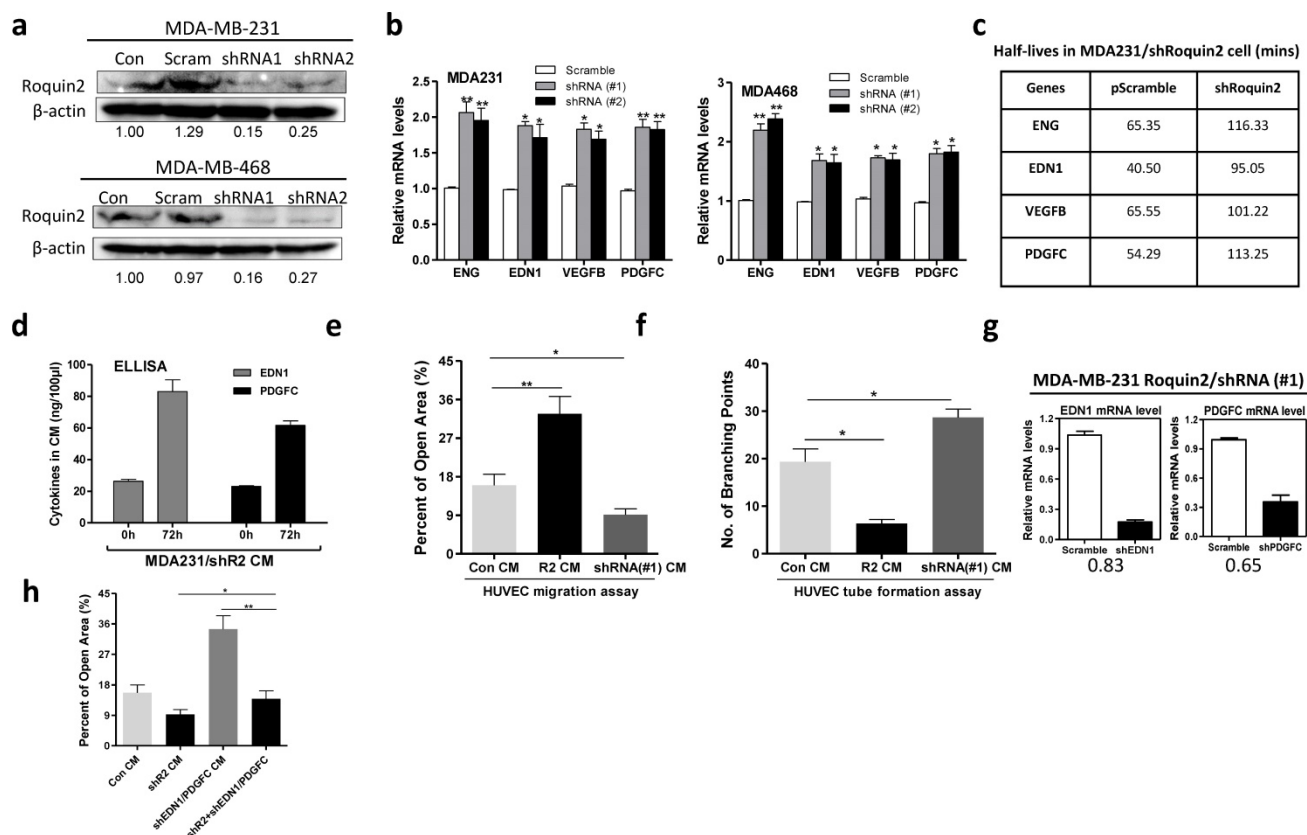 a
MDA-MB-231
Con Scram shRNA1 shRNA2
Roquin2
β-actin
1.00 1.29 0.15 0.25
MDA-MB-468
Con Scram shRNA1 shRNA2
Roquin2
β-actin
1.00 0.97 0.16 0.27
b
MDA231
Scramble
shRNA (#1)
shRNA (#2)
Relative mRNA levels
2.5
2.0
1.5
1.0
0.5
0.0
** ** * * * * ** **
ENG EDN1 VEGFB PDGFC
MDA468
Scramble
shRNA (#1)
shRNA (#2)
Relative mRNA levels
3
2
1
0
** ** * * * * * *
ENG EDN1 VEGFB PDGFC
c
Half-lives in MDA231/shRoquin2 cell (mins)
Genes pScramble shRoquin2
ENG 65.35 116.33
EDN1 40.50 95.05
VEGFB 65.55 101.22
PDGFC 54.29 113.25
d
ELLISA
EDN1
PDGFC
Cytokines in CM (ng/100µl)
100
80
60
40
20
0
0h 72h 0h 72h
MDA231/shR2 CM
e
Percent of Open Area (%)
45
36
27
18
9
0
*
**
Con CM R2 CM shRNA(#1) CM
HUVEC migration assay
f
No. of Branching Points
40
30
20
10
0
*
*
Con CM R2 CM shRNA(#1) CM
HUVEC tube formation assay
g
MDA-MB-231 Roquin2/shRNA (#1)
EDN1 mRNA level
Relative mRNA levels
1.2
0.9
0.6
0.3
0.0
Scramble shEDN1
0.83
PDGFC mRNA level
Relative mRNA levels
1.2
0.9
0.6
0.3
0.0
Scramble shPDGFC
0.65
h
Percent of Open Area (%)
45
36
27
18
9
0
*
**
Con CM
shR2 CM
shEDN1/PDGFC CM
shR2+shEDN1/PDGFC